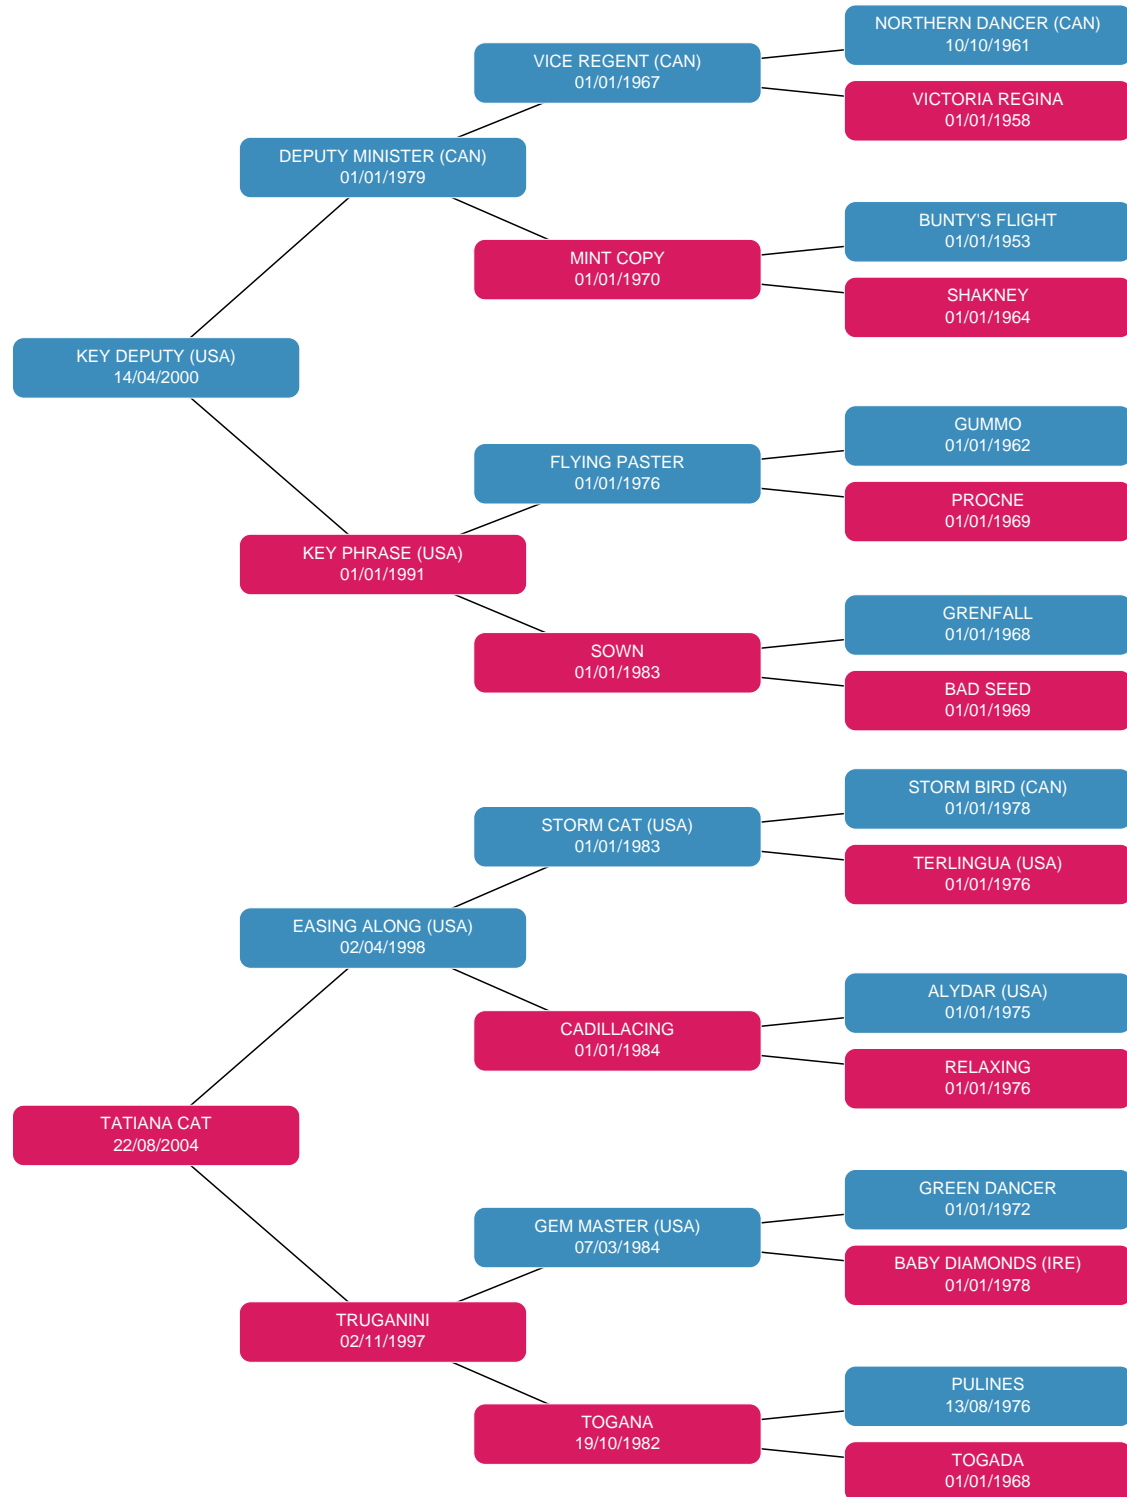 NORTHERN DANCER (CAN)
10/10/1961
VICE REGENT (CAN)
01/01/1967
VICTORIA REGINA
01/01/1958
DEPUTY MINISTER (CAN)
01/01/1979
BUNTY'S FLIGHT
01/01/1953
MINT COPY
01/01/1970
SHAKNEY
01/01/1964
KEY DEPUTY (USA)
14/04/2000
GUMMO
01/01/1962
FLYING PASTER
01/01/1976
PROCNE
01/01/1969
KEY PHRASE (USA)
01/01/1991
GRENFALL
01/01/1968
SOWN
01/01/1983
BAD SEED
01/01/1969
STORM BIRD (CAN)
01/01/1978
STORM CAT (USA)
01/01/1983
TERLINGUA (USA)
01/01/1976
EASING ALONG (USA)
02/04/1998
ALYDAR (USA)
01/01/1975
CADILLACING
01/01/1984
RELAXING
01/01/1976
TATIANA CAT
22/08/2004
GREEN DANCER
01/01/1972
GEM MASTER (USA)
07/03/1984
BABY DIAMONDS (IRE)
01/01/1978
TRUGANINI
02/11/1997
PULINES
13/08/1976
TOGANA
19/10/1982
TOGADA
01/01/1968